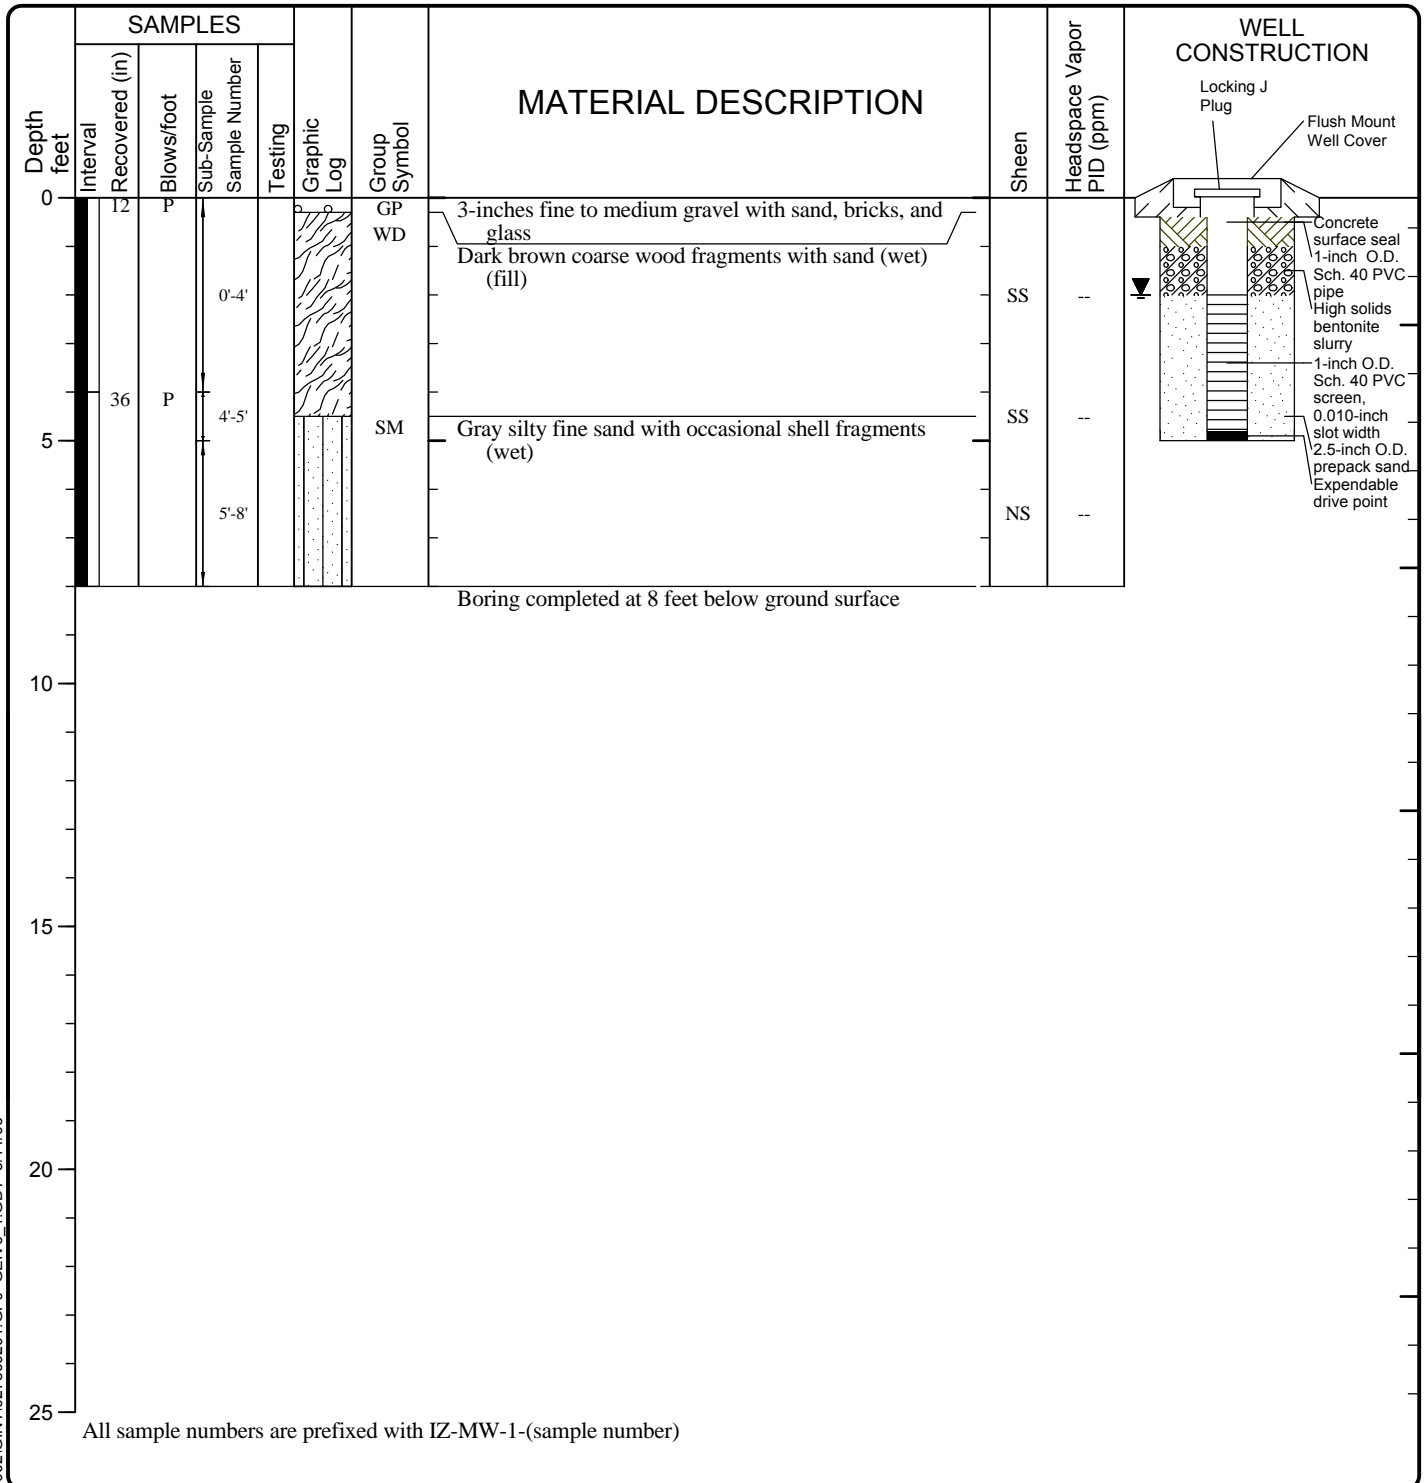 SAMPLES
Depth
feet
Interval
Recovered (in)
Blows/foot
Sub-Sample
Sample Number
Testing
Graphic
Log
Group
Symbol
MATERIAL DESCRIPTION
Sheen
Headspace Vapor
PID (ppm)
WELL
CONSTRUCTION
Locking J
Plug
Flush Mount
Well Cover
0
12
P
GP
3-inches fine to medium gravel with sand, bricks, and
glass
WD
Dark brown coarse wood fragments with sand (wet)
(fill)
0'-4'
SS
--
36
P
4'-5'
SS
--
5
SM
Gray silty fine sand with occasional shell fragments
(wet)
5'-8'
NS
--
Boring completed at 8 feet below ground surface
Concrete
surface seal
1-inch O.D.
Sch. 40 PVC
pipe
High solids
bentonite
slurry
1-inch O.D.
Sch. 40 PVC
screen,
0.010-inch
slot width
2.5-inch O.D.
prepack sand
Expendable
drive point
10
15
20
25
All sample numbers are prefixed with IZ-MW-1-(sample number)